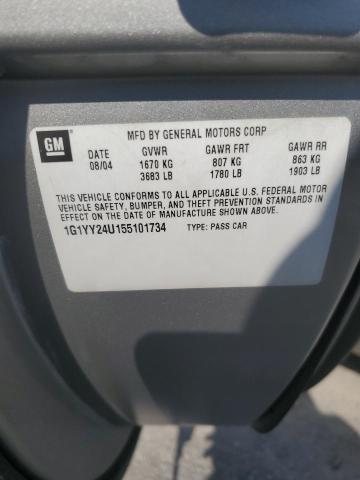 GM
MFD BY GENERAL MOTORS CORP
DATE GVWR GAWR FRT GAWR RR
08/04 1670 KG 807 KG 863 KG
3683 LB 1780 LB 1903 LB
THIS VEHICLE CONFORMS TO ALL APPLICABLE U.S. FEDERAL MOTOR
VEHICLE SAFETY, BUMPER, AND THEFT PREVENTION STANDARDS IN
EFFECT ON THE DATE OF MANUFACTURE SHOWN ABOVE.
1G1YY24U155101734 TYPE: PASS CAR